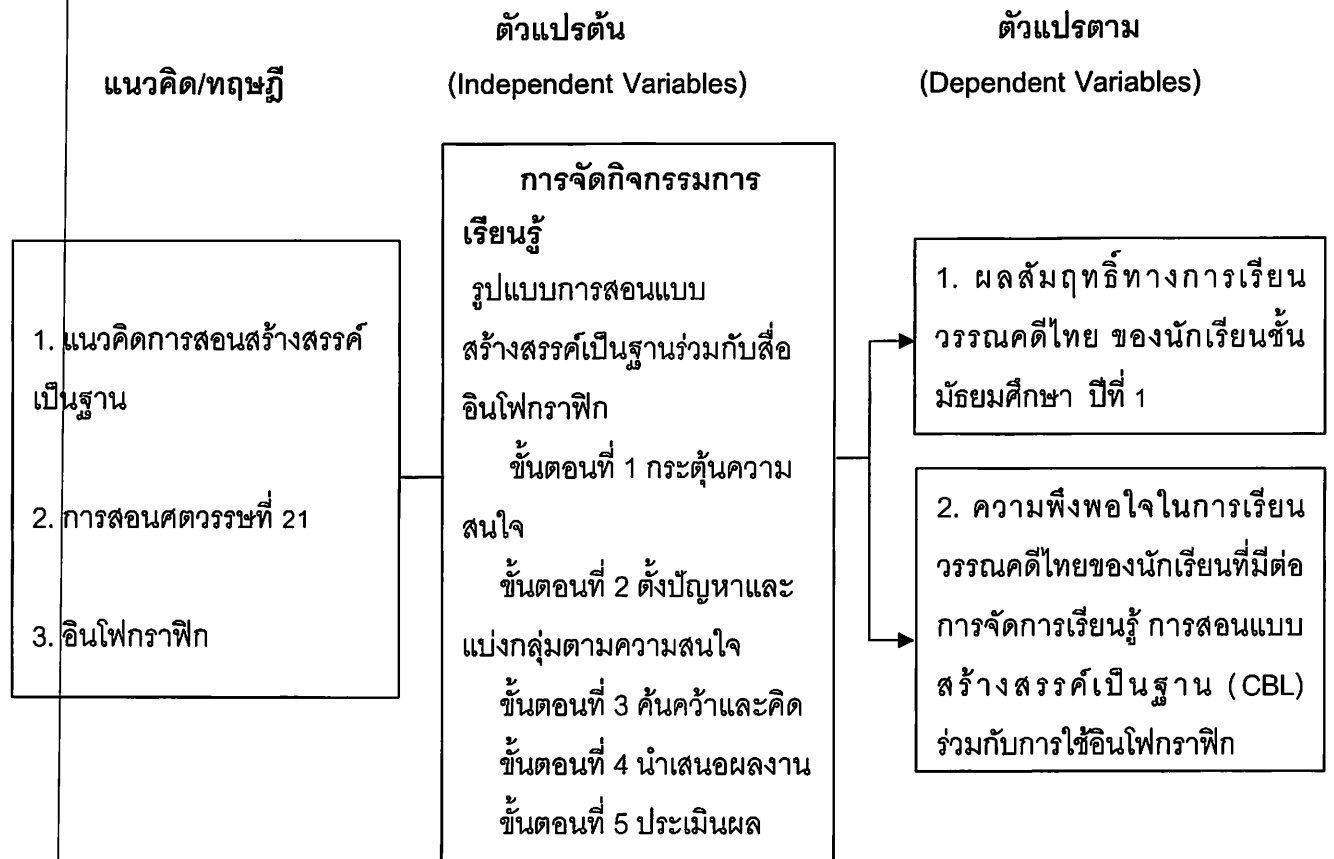 แนวคิด/ทฤษฎี
ตัวแปรต้น
(Independent Variables)
ตัวแปรตาม
(Dependent Variables)
1. แนวคิดการสอนสร้างสรรค์
เป็นฐาน
2. การสอนศตวรรษที่ 21
3. อินโฟกราฟิก
การจัดกิจกรรมการ
เรียนรู้
รูปแบบการสอนแบบ
สร้างสรรค์เป็นฐานร่วมกับสื่อ
อินโฟกราฟิก
ขั้นตอนที่ 1 กระตุ้นความ
สนใจ
ขั้นตอนที่ 2 ตั้งปัญหาและ
แบ่งกลุ่มตามความสนใจ
ขั้นตอนที่ 3 ค้นคว้าและคิด
ขั้นตอนที่ 4 นำเสนอผลงาน
ขั้นตอนที่ 5 ประเมินผล
1. ผลสัมฤทธิ์ทางการเรียน
วรรณคดีไทย ของนักเรียนชั้น
มัธยมศึกษา ปีที่ 1
2. ความพึงพอใจในการเรียน
วรรณคดีไทยของนักเรียนที่มีต่อ
การจัดการเรียนรู้ การสอนแบบ
สร้างสรรค์เป็นฐาน (CBL)
ร่วมกับการใช้อินโฟกราฟิก